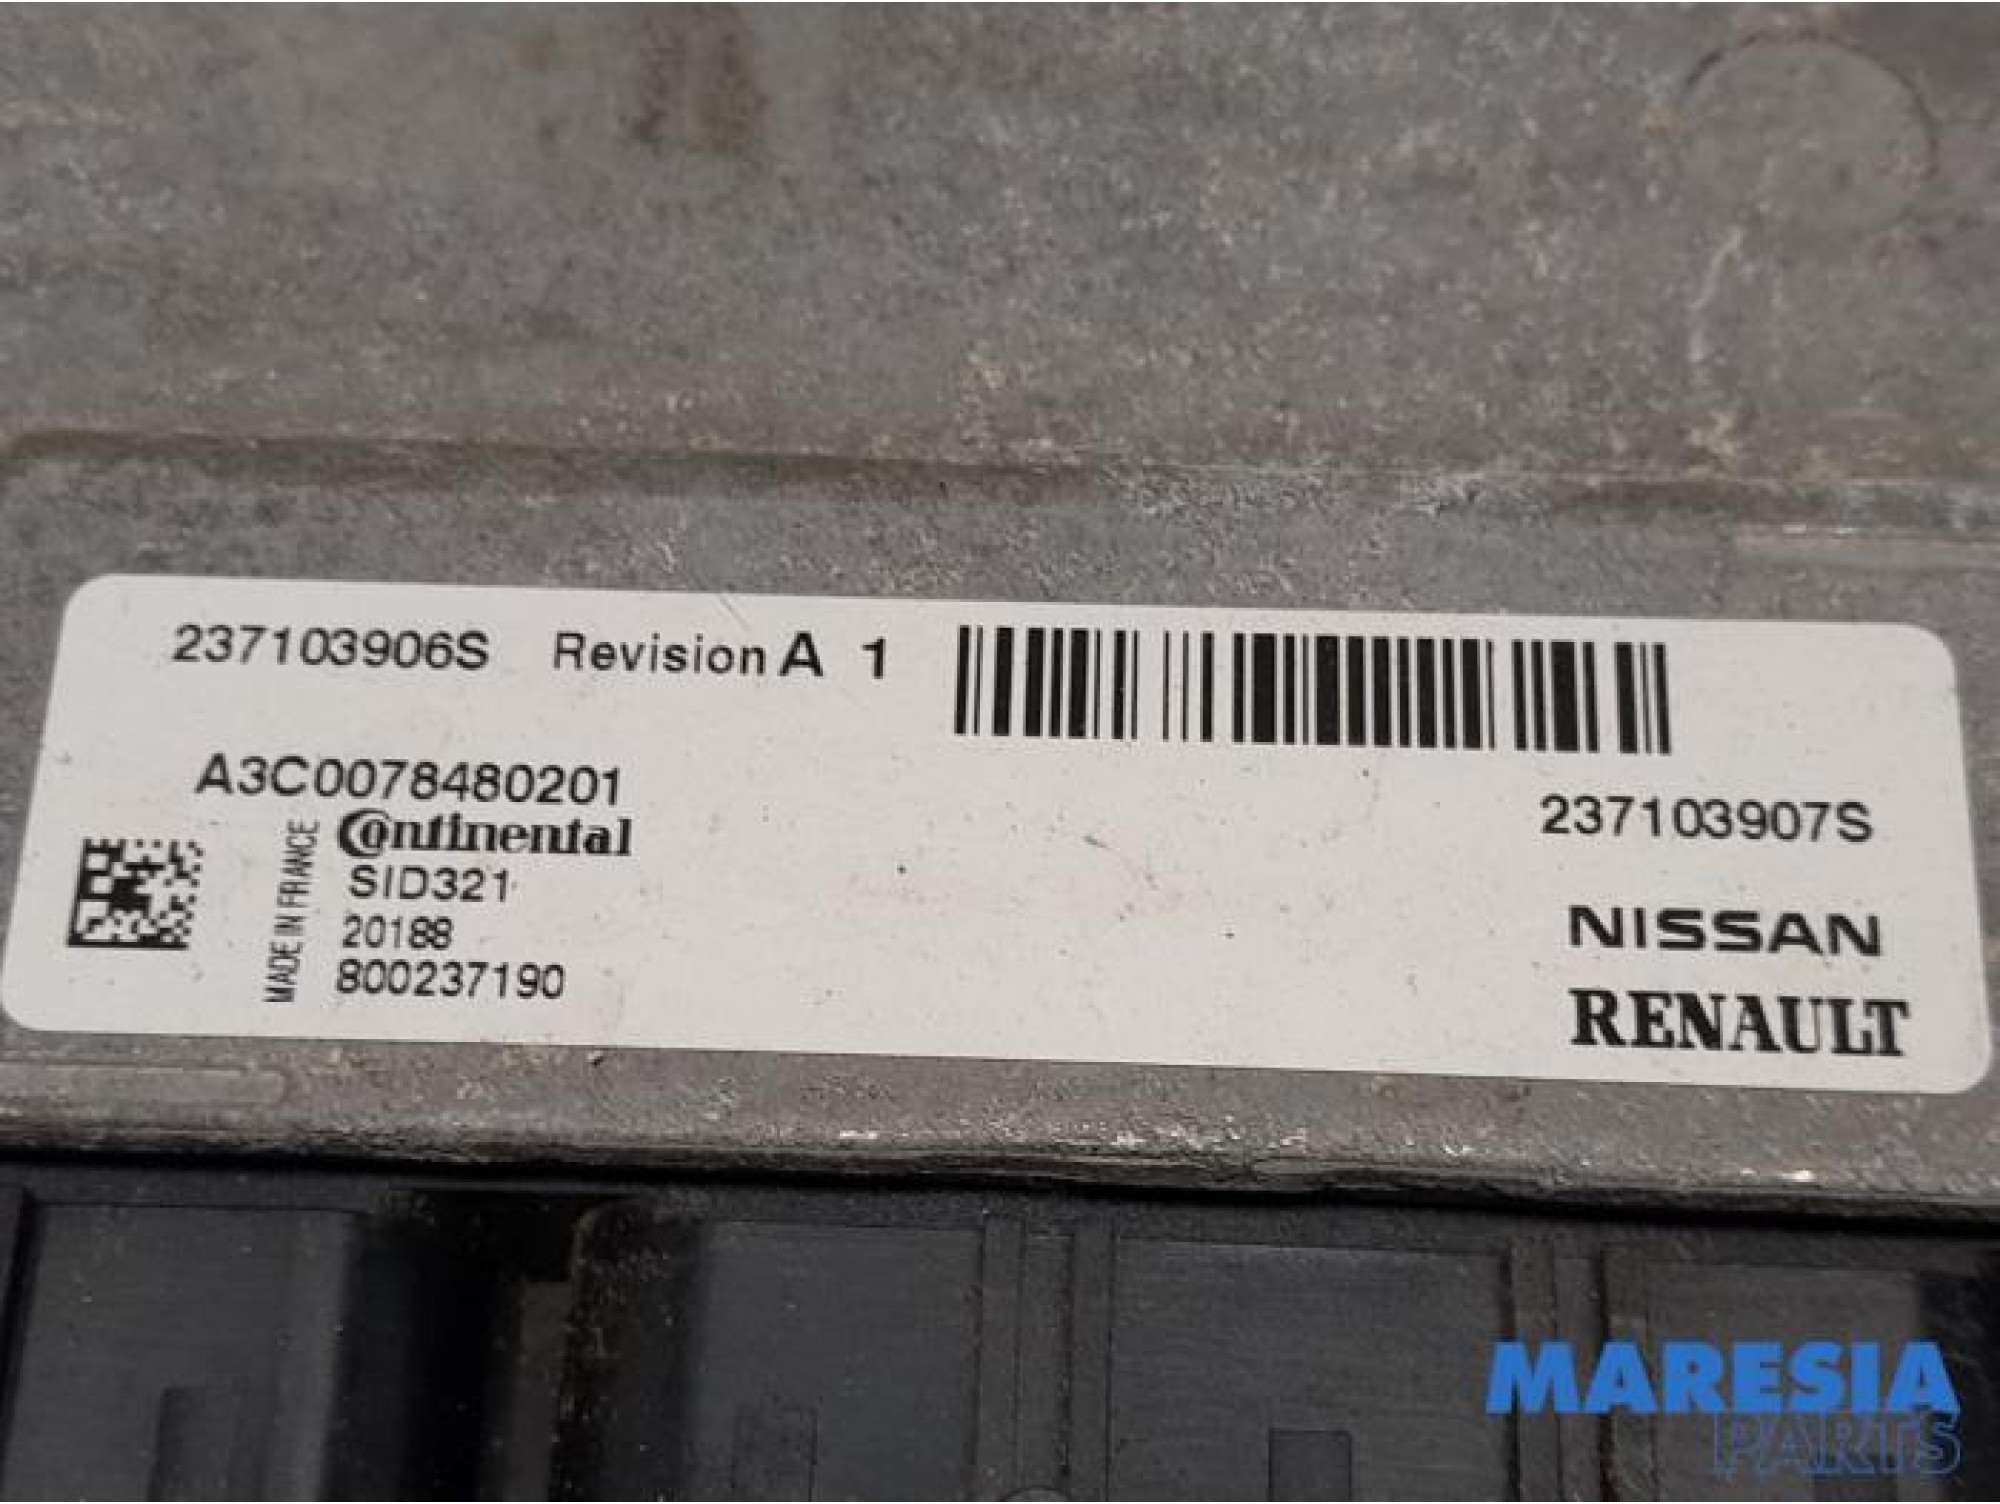 237103906S Revision A 1
A3C0078480201
Continental
SID321
20188
800237190
MADE IN FRANCE
237103907S
NISSAN
RENAULT
MARESIA
PARTS